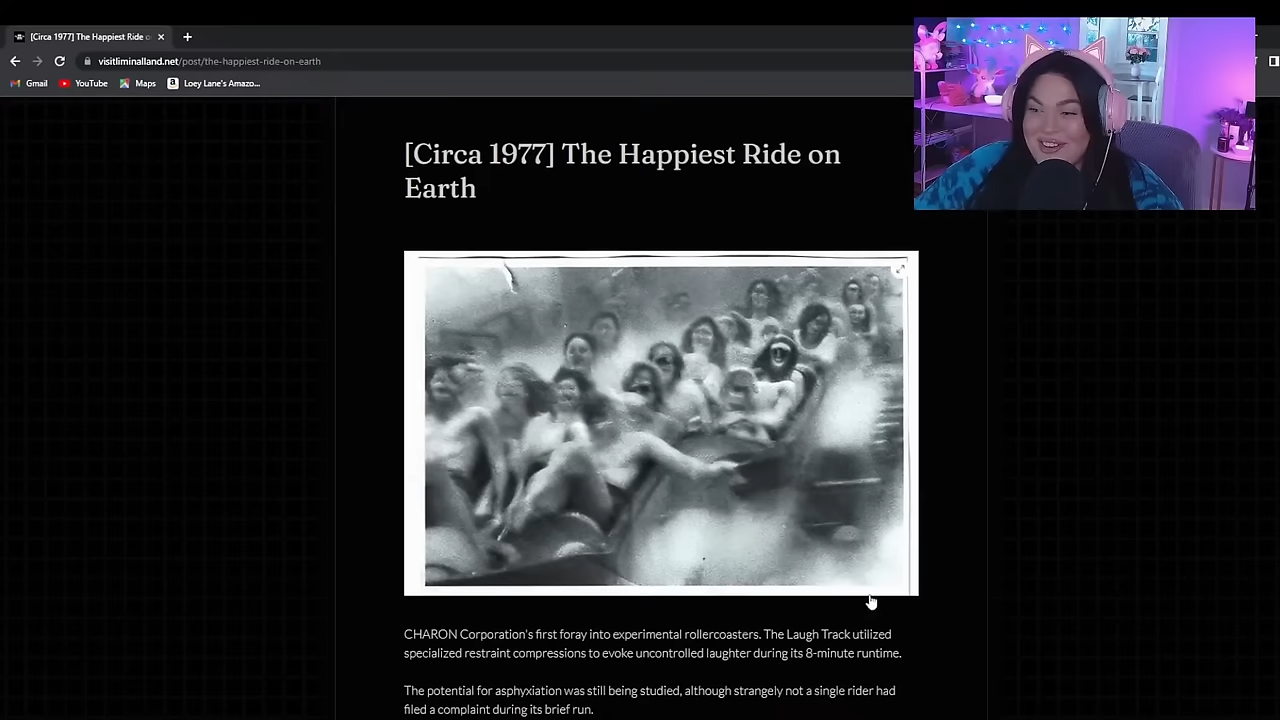 [Circa 1977] The Happiest Ride o
visitliminalland.net/post/the-happiest-ride-on-earth
Gmail YouTube Maps Loey Lane's Amazo...
[Circa 1977] The Happiest Ride on
Earth
CHARON Corporation's first foray into experimental rollercoasters. The Laugh Track utilized
specialized restraint compressions to evoke uncontrolled laughter during its 8-minute runtime.
The potential for asphyxiation was still being studied, although strangely not a single rider had
filed a complaint during its brief run.